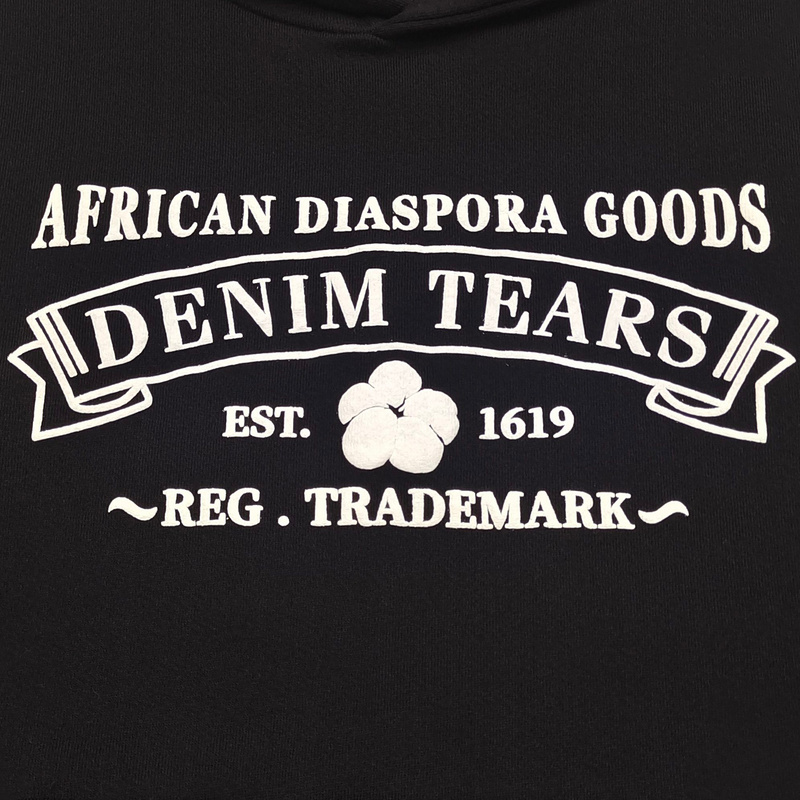 AFRICAN DIASPORA GOODS
DENIM TEARS
EST. 1619
~REG . TRADEMARK~